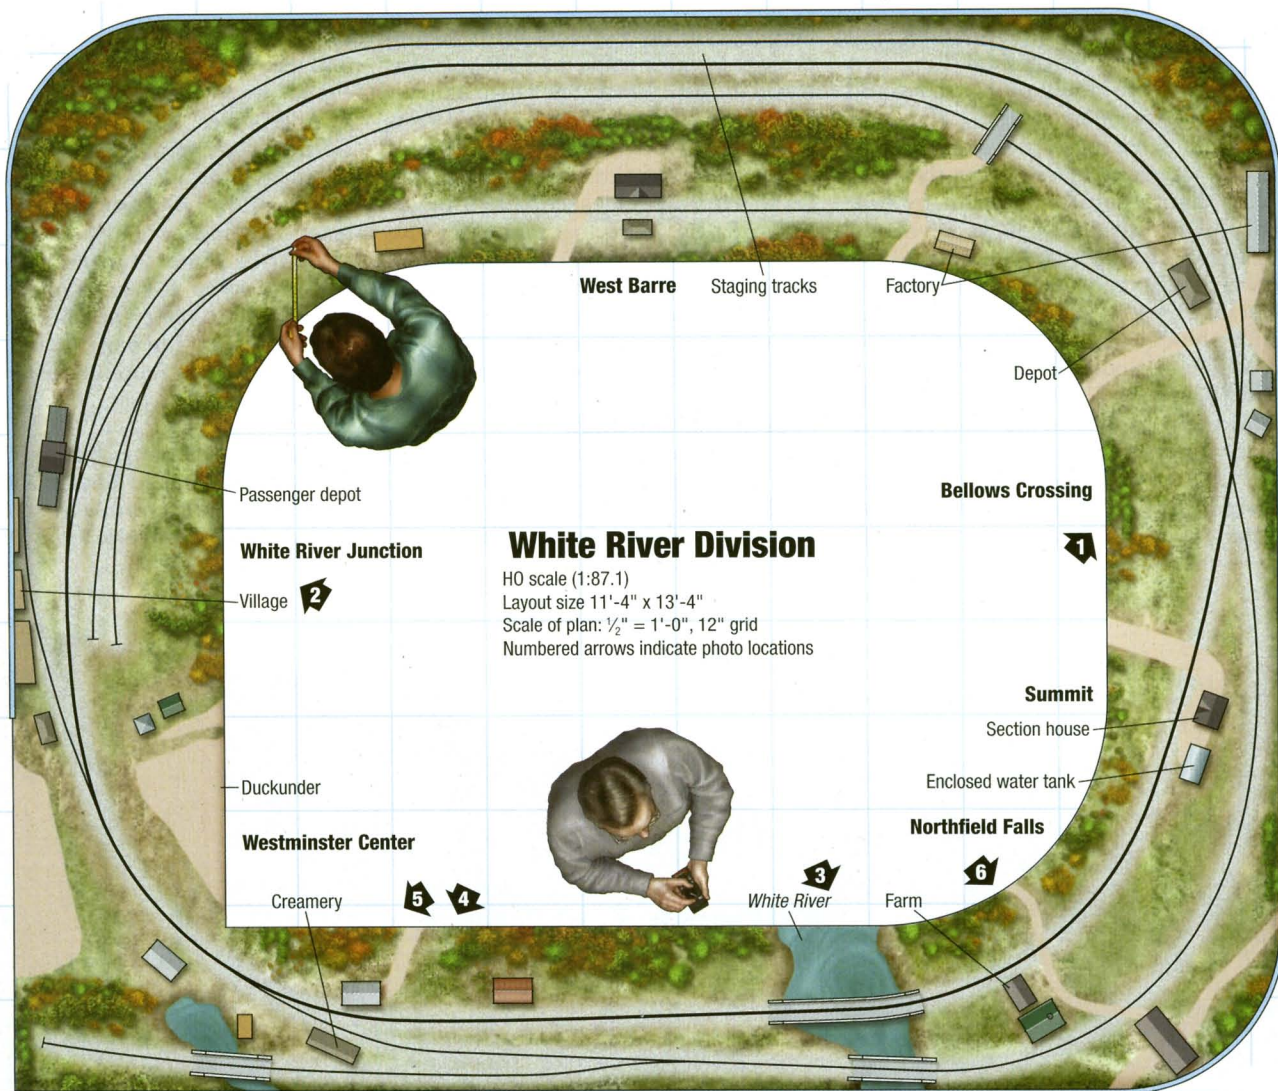 West Barre
Staging tracks
Factory
Depot
Passenger depot
Bellows Crossing
1
White River Junction
Village
2
White River Division
HO scale (1:87.1)
Layout size 11'-4" x 13'-4"
Scale of plan: ½" = 1'-0", 12" grid
Numbered arrows indicate photo locations
Summit
Section house
Duckunder
Enclosed water tank
Westminster Center
Northfield Falls
Creamery
5
4
3
White River
6
Farm